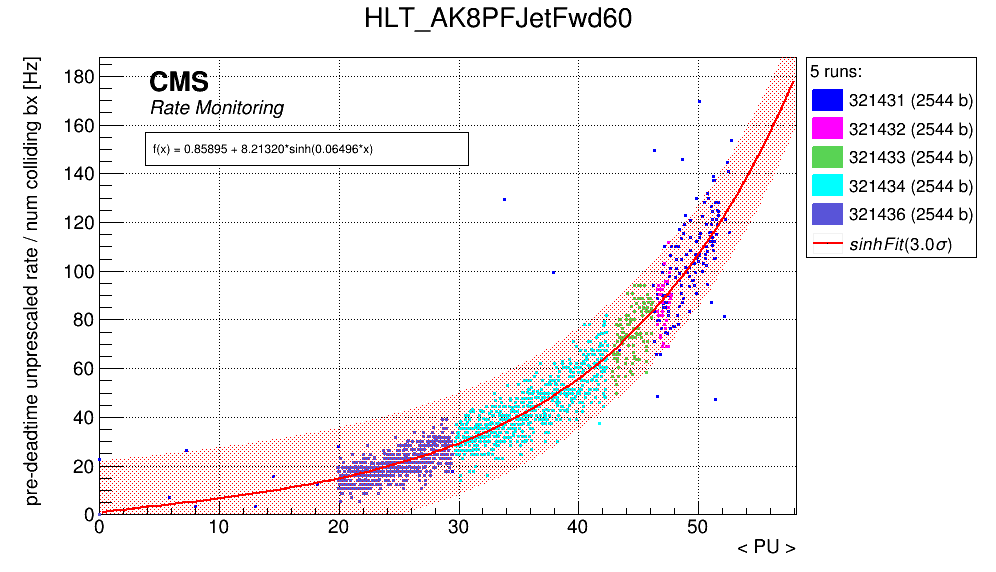 HLT_AK8PFJetFwd60
pre-deadtime unprescaled rate / num colliding bx [Hz]
180
160
140
120
100
80
60
40
20
0
CMS
Rate Monitoring
f(x) = 0.85895 + 8.21320*sinh(0.06496*x)
0 10 20 30 40 50
< PU >
5 runs:
321431 (2544 b)
321432 (2544 b)
321433 (2544 b)
321434 (2544 b)
321436 (2544 b)
sinhFit(3.0σ)